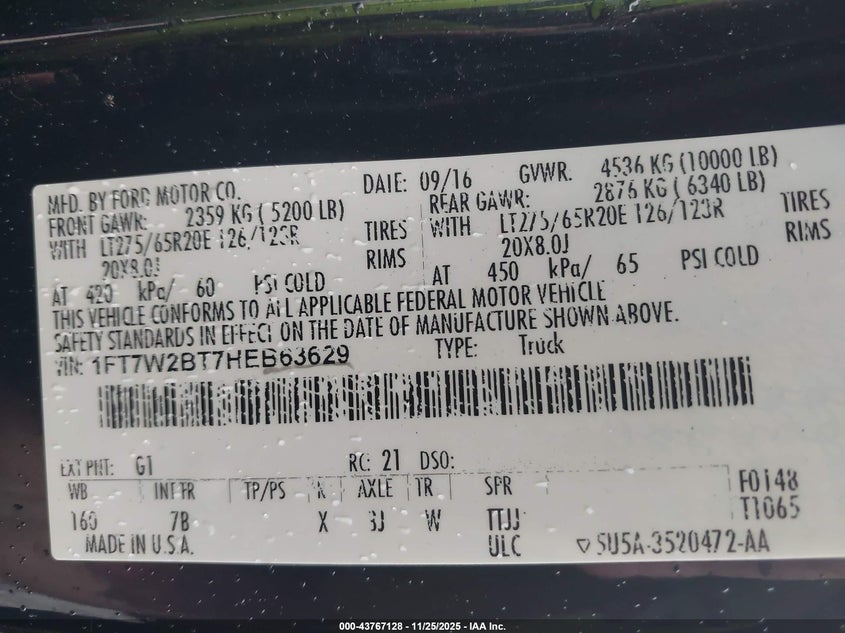 MFD. BY FORD MOTOR CO.
DATE: 09/16
GVWR. 4536 KG (10000 LB)
FRONT GAWR: 2359 KG ( 5200 LB)
REAR GAWR: 2876 KG ( 6340 LB)
WITH LT275/65R20E 126/123R TIRES
WITH LT275/65R20E 126/123R TIRES
20X8.0J RIMS
20X8.0J RIMS
AT 420 kPa/ 60 PSI COLD
AT 450 kPa/ 65 PSI COLD
THIS VEHICLE CONFORMS TO ALL APPLICABLE FEDERAL MOTOR VEHICLE
SAFETY STANDARDS IN EFFECT ON THE DATE OF MANUFACTURE SHOWN ABOVE.
VIN: 1FT7W2BT7HEB63629
TYPE: Truck
EXT PNT: G1 RC: 21 DSO:
WB INT TR TP/PS R AXLE TR SPR
160 7B X 3J W TTJJ
MADE IN U.S.A. ULC
F0148
T1065
5U5A-3520472-AA
000-43767128 - 11/25/2025 - IAA Inc.